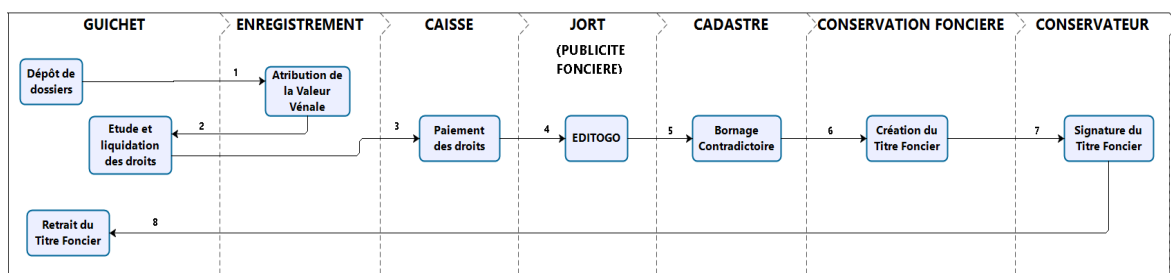 GUICHET
ENREGISTREMENT
CAISSE
JORT
(PUBLICITE
FONCIERE)
CADASTRE
CONSERVATION FONCIERE
CONSERVATEUR
Dépôt de
dossiers
1
Atribution de
la Valeur
Vénale
2
Etude et
liquidation
des droits
3
Paiement
des droits
4
EDITOGO
5
Bornage
Contradictoire
6
Création du
Titre Foncier
7
Signature du
Titre Foncier
8
Retrait du
Titre Foncier